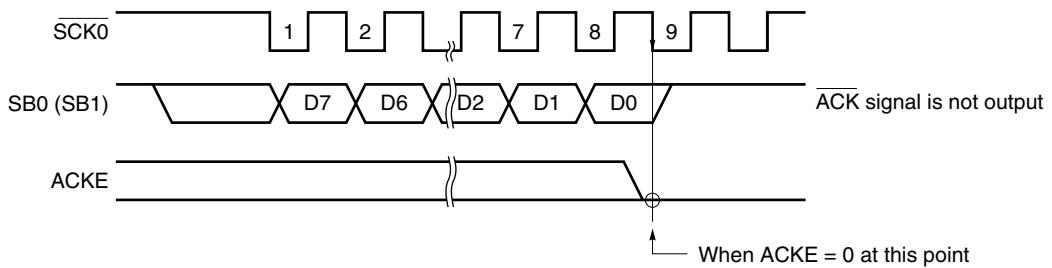 SCK0
1 2 7 8 9
SB0 (SB1)
D7 D6 D2 D1 D0
ACK signal is not output
ACKE
When ACKE = 0 at this point